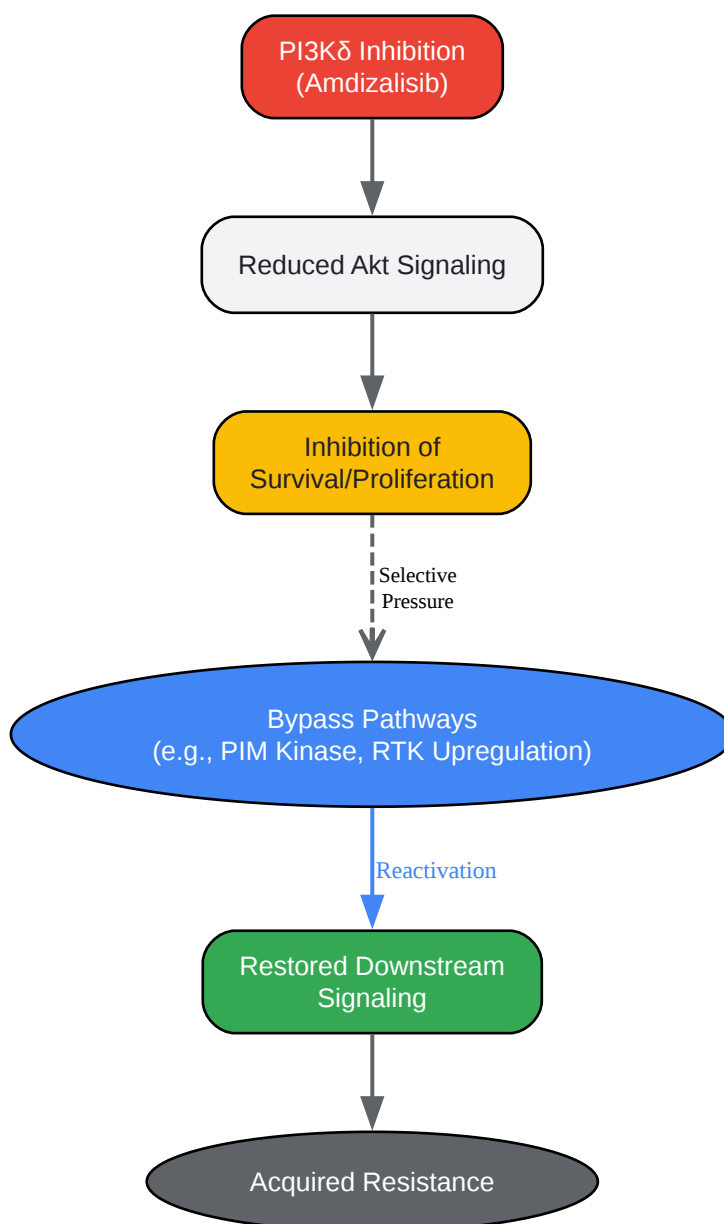 PI3Kδ Inhibition
(Amdizalisib)
Reduced Akt Signaling
Inhibition of
Survival/Proliferation
Selective
Pressure
Bypass Pathways
(e.g., PIM Kinase, RTK Upregulation)
Reactivation
Restored Downstream
Signaling
Acquired Resistance